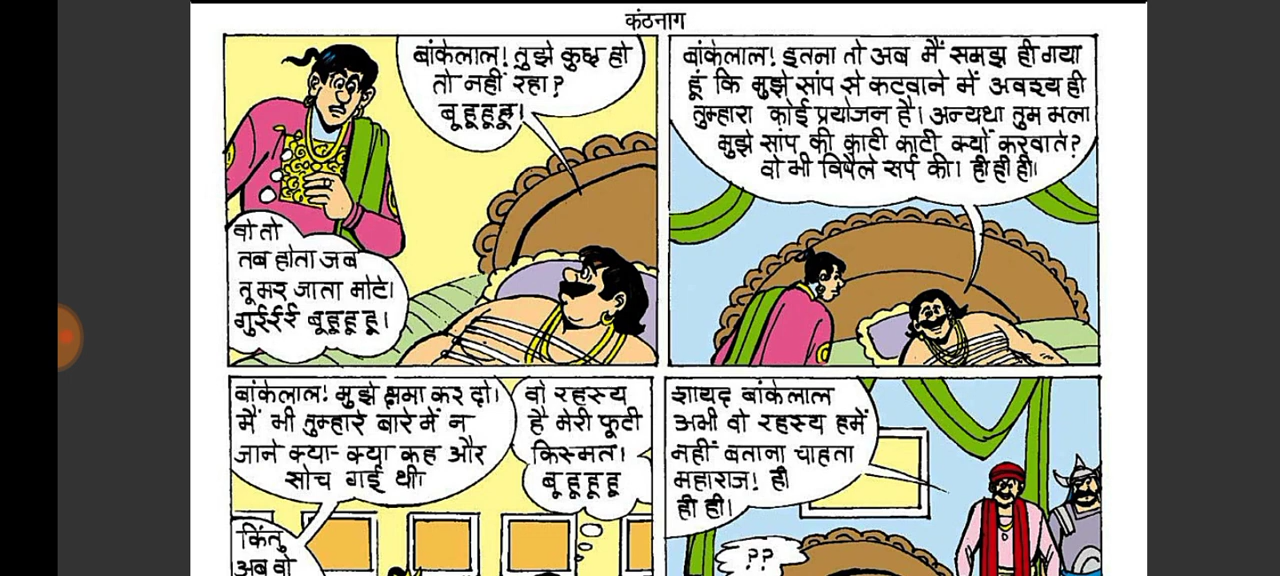 कंठनाग
बांकेलाल! तुझे कुछ हो
तो नहीं रहा?
बू हू हू हू हू!
वो तो
तब होता जब
तू मर जाता मोटे।
गुर्ईईई बू हू हू हू हू!
बांकेलाल! इतना तो अब मैं समझ ही गया
हूं कि मुझे सांप से कटवाने में अवश्य ही
तुम्हारा कोई प्रयोजन है। अन्यथा तुम भला
मुझे सांप की काटी काटी क्यों करवाते?
वो भी विषैले सर्प की। ही ही ही।
बांकेलाल! मुझे क्षमा कर दो।
मैं भी तुम्हारे बारे में न
जाने क्या-क्या कह और
सोच गई थी।
किंतु
अब वो
वो रहस्य
है मेरी फूटी
किस्मत।
बू हू हू हू हू
शायद बांकेलाल
अभी वो रहस्य हमें
नहीं बताना चाहता
महाराज! ही
ही ही।
??